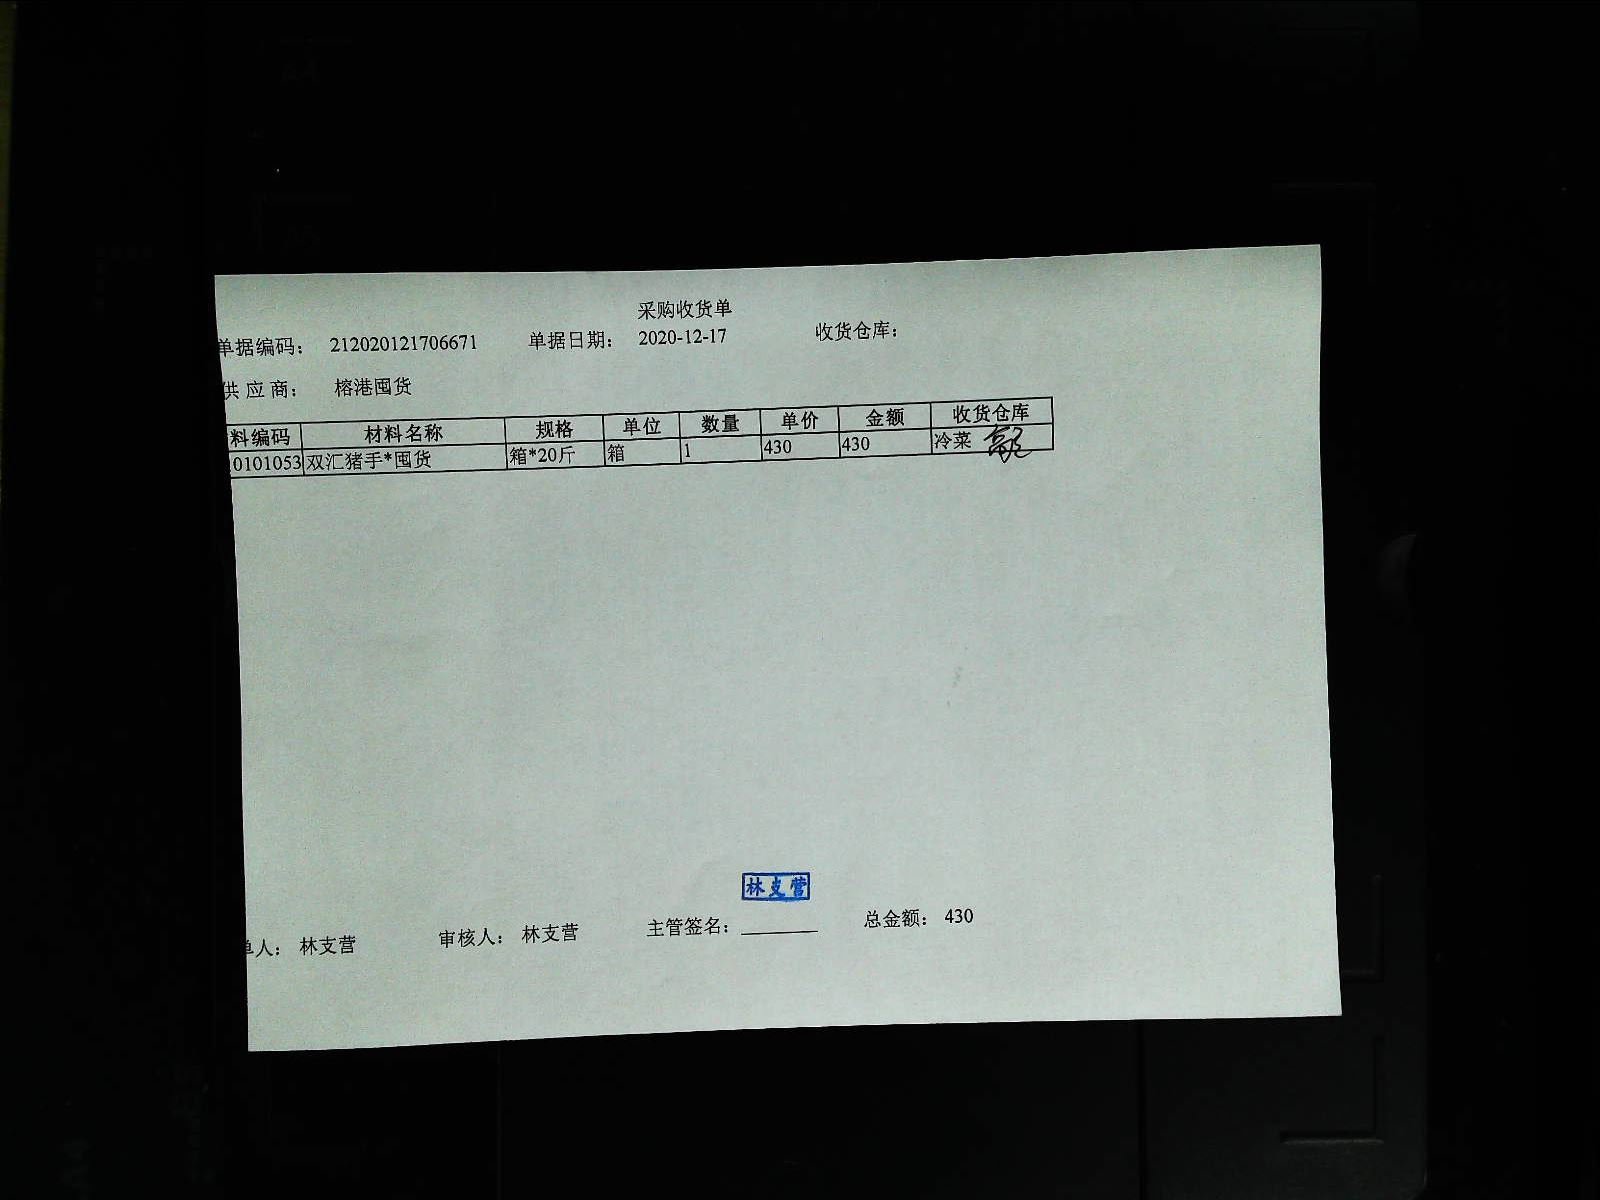 采购收货单
单据编码： 212020121706671 单据日期： 2020-12-17 收货仓库：
供应商： 榕港囤货
料编码 材料名称 规格 单位 数量 单价 金额 收货仓库
0101053 双汇猪手*囤货 箱*20斤 箱 1 430 430 冷菜
林支营
单人： 林支营 审核人： 林支营 主管签名： 总金额： 430